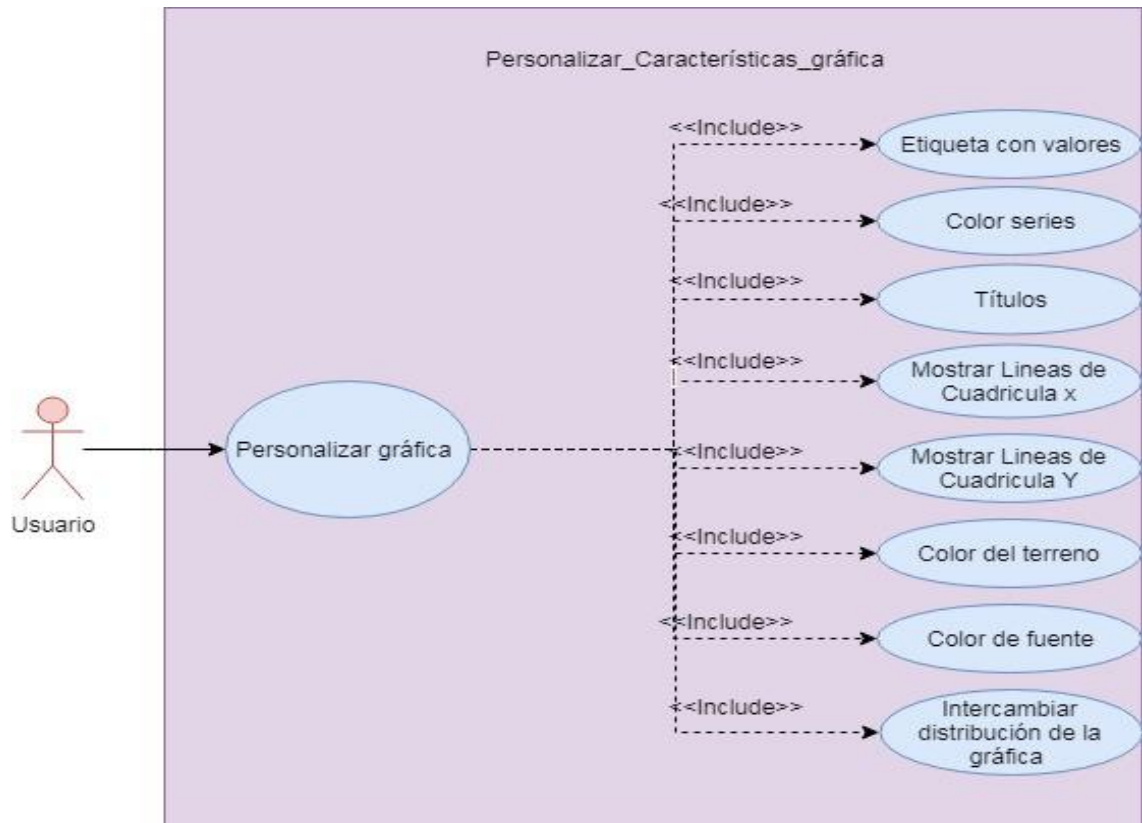 Personalizar_Características_gráfica
<<Include>>
Etiqueta con valores
<<Include>>
Color series
<<Include>>
Títulos
<<Include>>
Mostrar Lineas de
Cuadricula x
Personalizar gráfica
<<Include>>
Mostrar Lineas de
Cuadricula Y
Usuario
<<Include>>
Color del terreno
<<Include>>
Color de fuente
<<Include>>
Intercambiar
distribución de la
gráfica